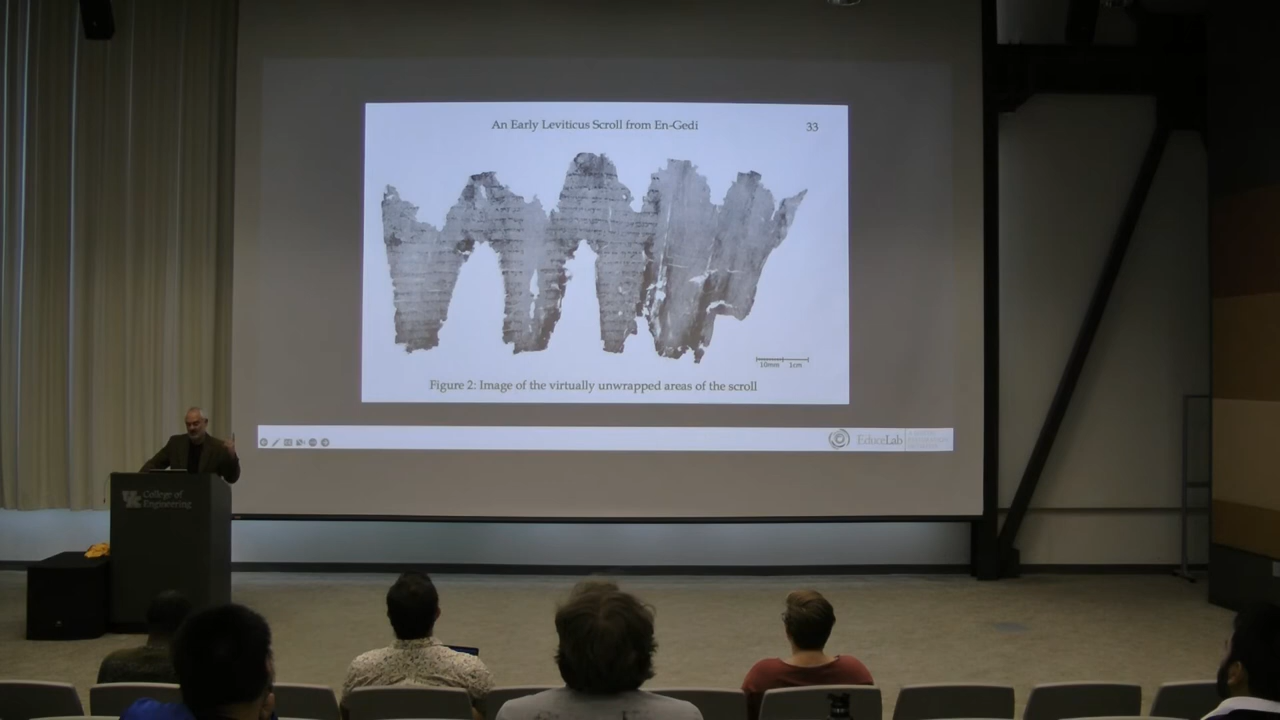 An Early Leviticus Scroll from En-Gedi
33
10mm 1cm
Figure 2: Image of the virtually unwrapped areas of the scroll
EduceLab
UK College of
Engineering